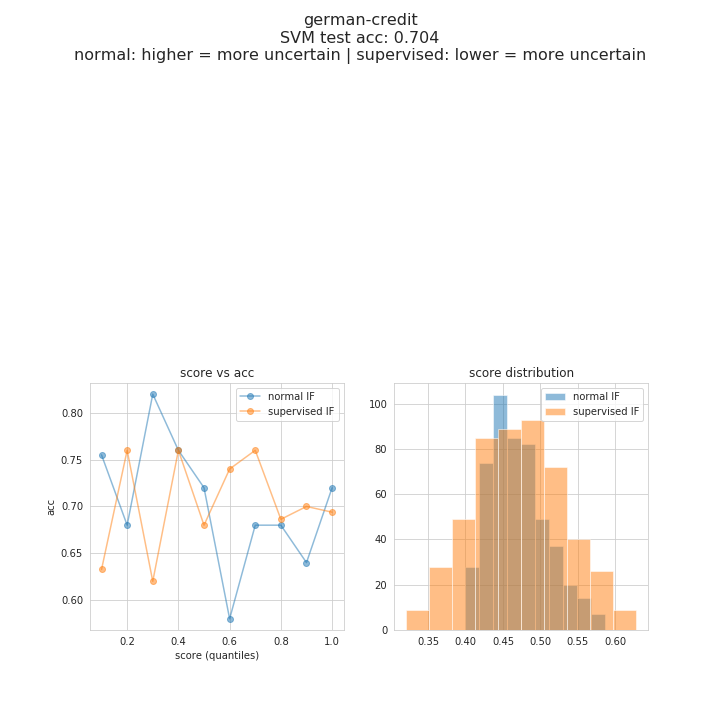 german-credit
SVM test acc: 0.704
normal: higher = more uncertain | supervised: lower = more uncertain
score vs acc
normal IF
supervised IF
0.80
0.75
0.70
0.65
0.60
acc
0.2 0.4 0.6 0.8 1.0
score (quantiles)
score distribution
normal IF
supervised IF
100
80
60
40
20
0
0.35 0.40 0.45 0.50 0.55 0.60